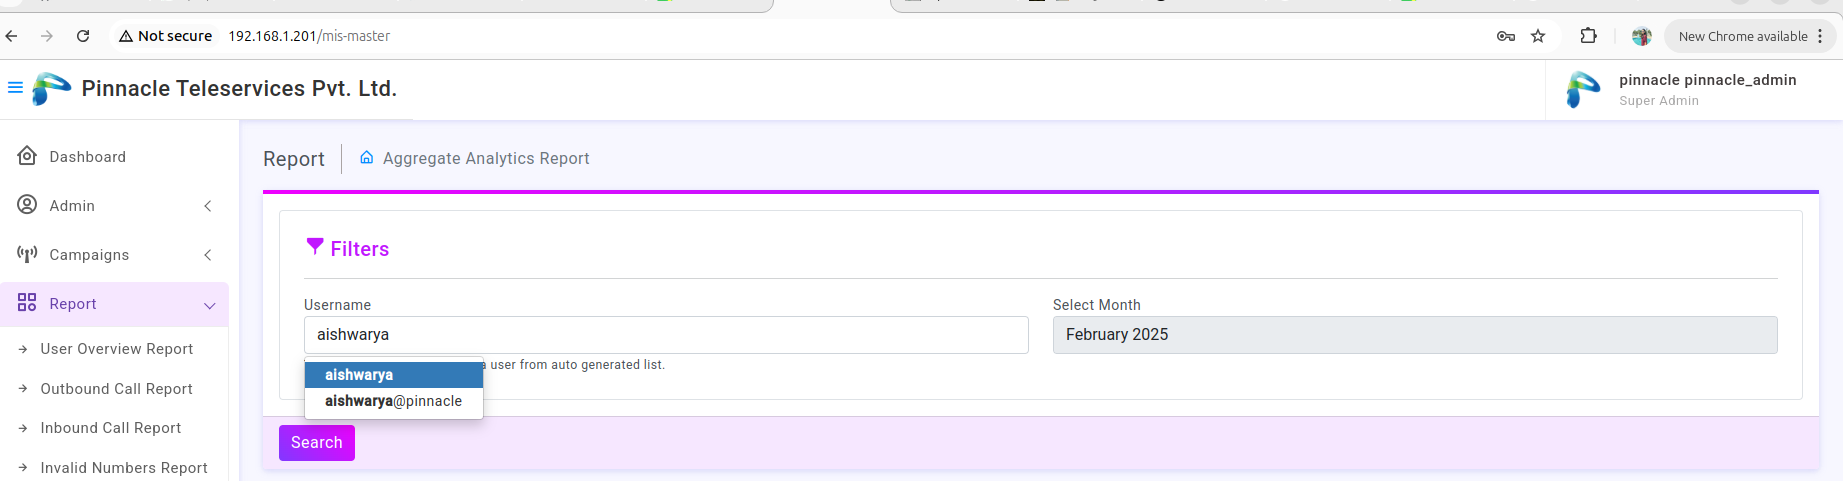 Not secure 192.168.1.201/mis-master
New Chrome available
Pinnacle Teleservices Pvt. Ltd.
pinnacle pinnacle_admin
Super Admin
Dashboard
Admin
Campaigns
Report
User Overview Report
Outbound Call Report
Inbound Call Report
Invalid Numbers Report
Report
Aggregate Analytics Report
Filters
Username
aishwarya
user from auto generated list.
aishwarya
aishwarya@pinnacle
Select Month
February 2025
Search